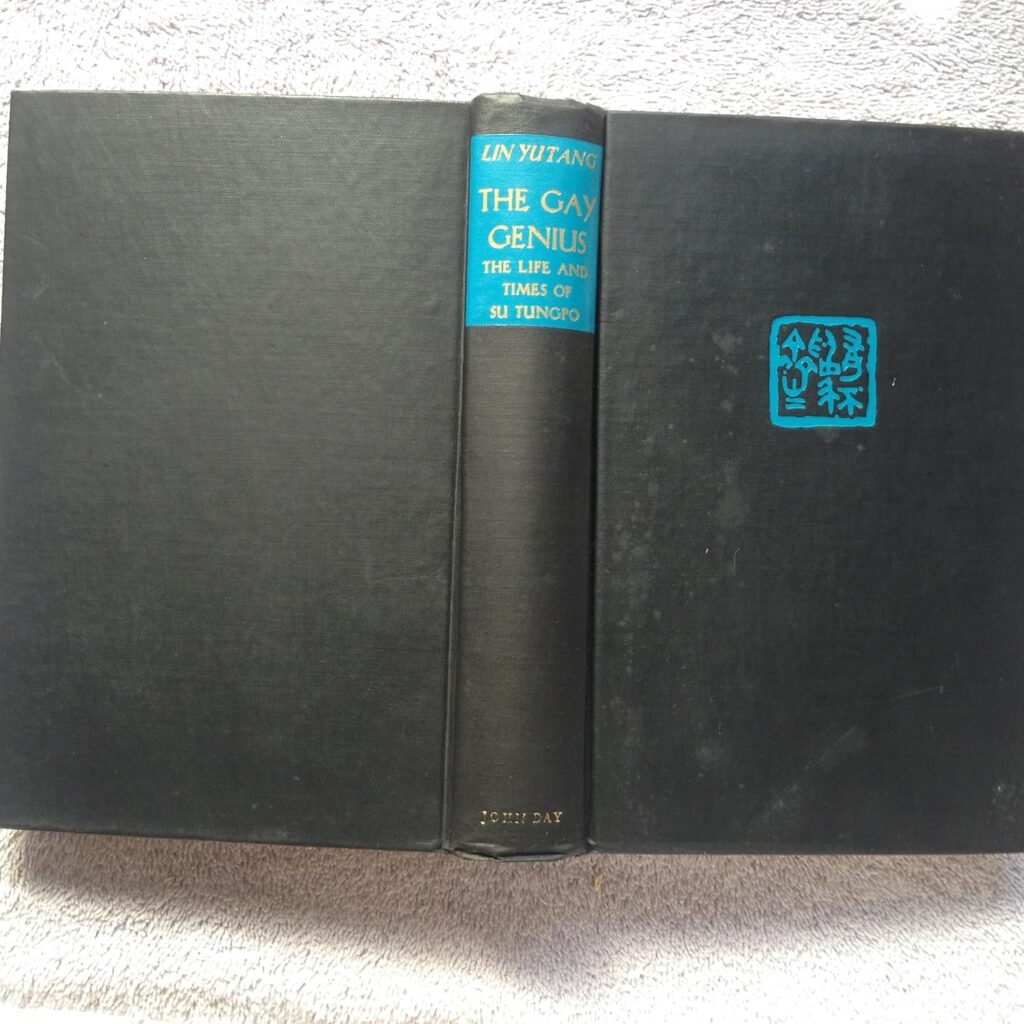 LIN YUTANG
THE GAY
GENIUS
THE LIFE AND
TIMES OF
SU TUNGPO
JOHN DAY